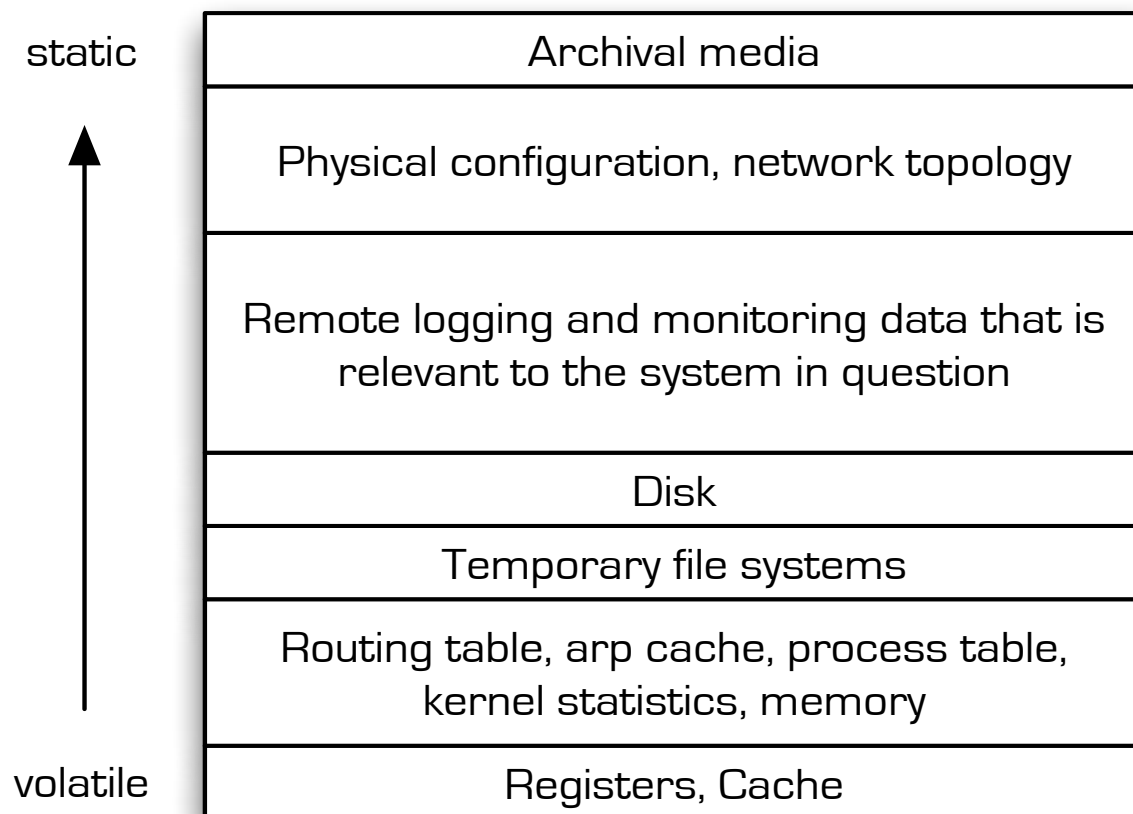 static
Archival media
Physical configuration, network topology
Remote logging and monitoring data that is
relevant to the system in question
Disk
Temporary file systems
Routing table, arp cache, process table,
kernel statistics, memory
volatile
Registers, Cache